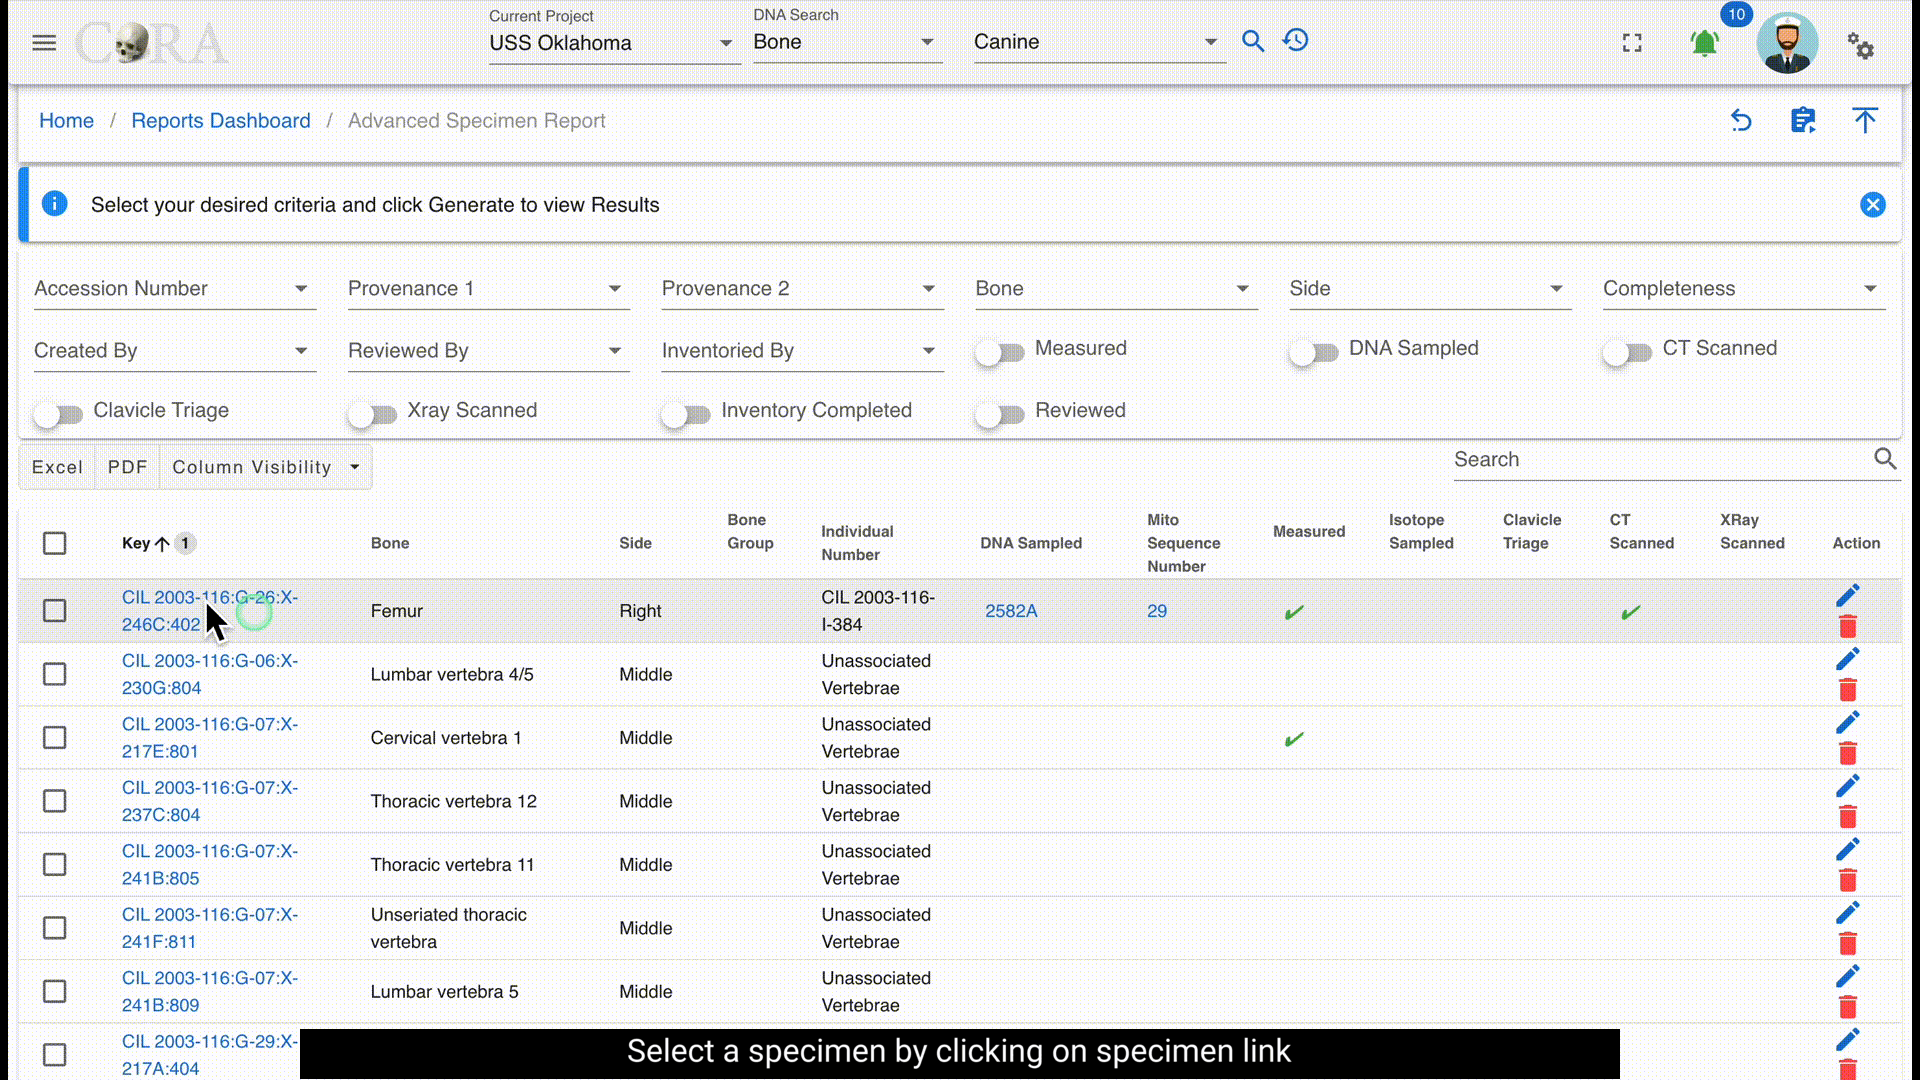 CORA
Current Project
USS Oklahoma
DNA Search
Bone
Canine
10
Home / Reports Dashboard / Advanced Specimen Report
Select your desired criteria and click Generate to view Results
Accession Number Provenance 1 Provenance 2 Bone Side Completeness
Created By Reviewed By Inventoried By Measured DNA Sampled CT Scanned
Clavicle Triage Xray Scanned Inventory Completed Reviewed
Excel PDF Column Visibility Search
Key 1 Bone Side Bone Group Individual Number DNA Sampled Mito Sequence Number Measured Isotope Sampled Clavicle Triage CT Scanned XRay Scanned Action
CIL 2003-116:G-26:X-246C:402 Femur Right CIL 2003-116-I-384 2582A 29
CIL 2003-116:G-06:X-230G:804 Lumbar vertebra 4/5 Middle Unassociated Vertebrae
CIL 2003-116:G-07:X-217E:801 Cervical vertebra 1 Middle Unassociated Vertebrae
CIL 2003-116:G-07:X-237C:804 Thoracic vertebra 12 Middle Unassociated Vertebrae
CIL 2003-116:G-07:X-241B:805 Thoracic vertebra 11 Middle Unassociated Vertebrae
CIL 2003-116:G-07:X-241F:811 Unseriated thoracic vertebra Middle Unassociated Vertebrae
CIL 2003-116:G-07:X-241B:809 Lumbar vertebra 5 Middle Unassociated Vertebrae
CIL 2003-116:G-29:X-217A:404
Select a specimen by clicking on specimen link